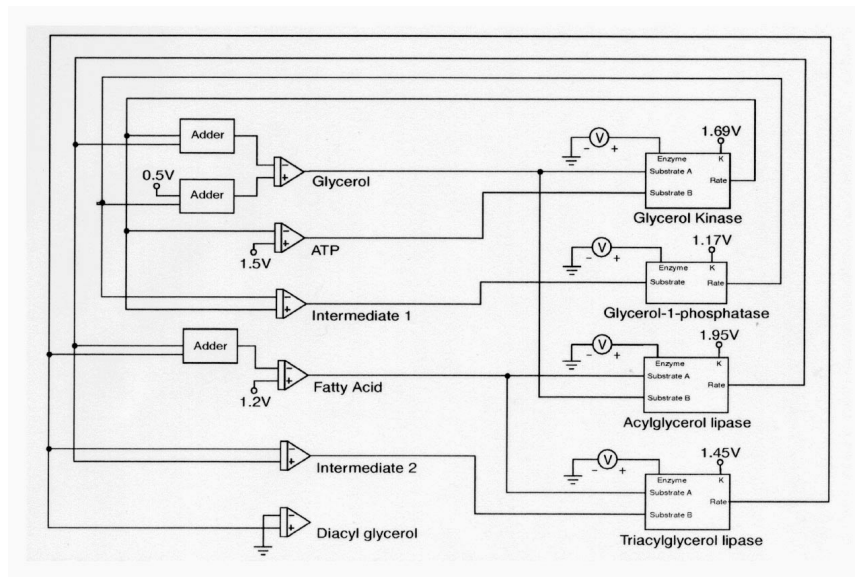 Adder
0.5V
Adder
Glycerol
ATP
1.5V
Intermediate 1
Adder
Fatty Acid
1.2V
Intermediate 2
Diacyl glycerol
V
- +
1.69V
Enzyme K
Substrate A
Rate
Substrate B
Glycerol Kinase
V
- +
1.17V
Enzyme K
Substrate Rate
Glycerol-1-phosphatase
V
- +
1.95V
Enzyme K
Substrate A
Rate
Substrate B
Acylglycerol lipase
V
- +
1.45V
Enzyme K
Substrate A
Rate
Substrate B
Triacylglycerol lipase